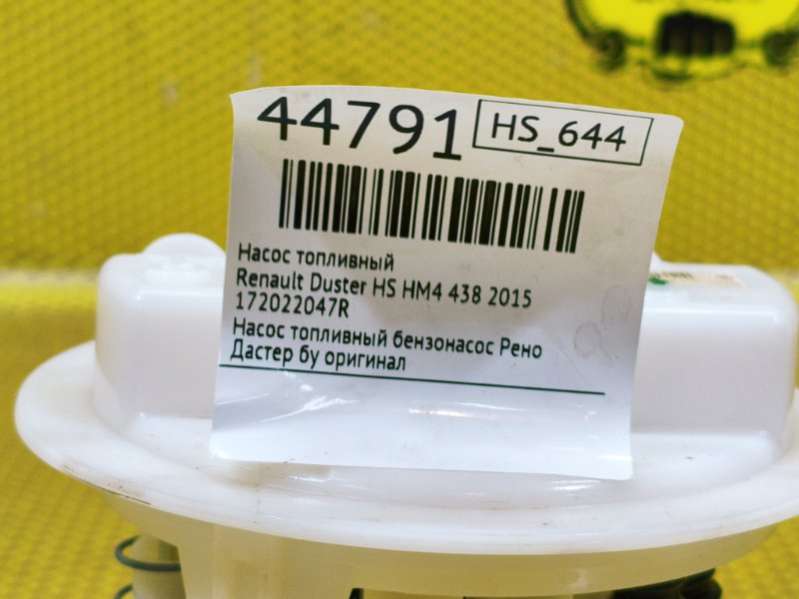 44791 HS_644
Насос топливный
Renault Duster HS HM4 438 2015
172022047R
Насос топливный бензонасос Рено
Дастер бу оригинал